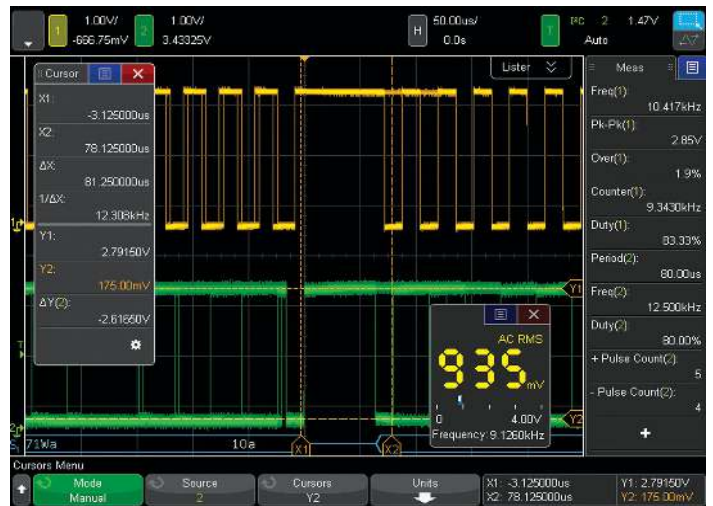 1 1.00V/ 2 1.00V/ H 50.00us/ T I²C 2 1.47V
-666.75mV 3.43325V 0.0s Auto
Cursor
X1:
-3.125000us
X2:
78.125000us
ΔX:
81.250000us
1/ΔX:
12.308kHz
Y1:
2.79150V
Y2:
175.00mV
ΔY(2):
-2.61650V
Lister
Meas
Freq(1):
10.417kHz
Pk-Pk(1):
2.85V
Over(1):
1.9%
Counter(1):
9.3430kHz
Duty(1):
83.33%
Period(2):
80.00us
Freq(2):
12.500kHz
Duty(2):
80.00%
+ Pulse Count(2):
5
- Pulse Count(2):
4
+
AC RMS
935 mV
0 4.00V
Frequency: 9.1260kHz
Y1
Y2
T
71Wa 10a
X1 X2
Cursors Menu
Mode Source Cursors Units X1: -3.125000us Y1: 2.79150V
Manual 2 Y2 X2: 78.125000us Y2: 175.00mV